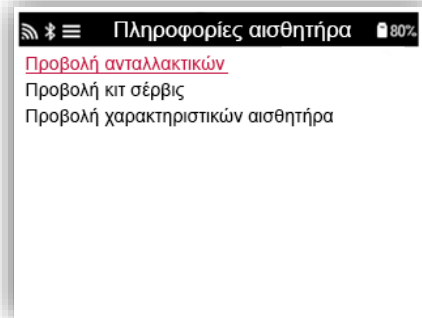 Πληροφορίες αισθητήρα 80%
Προβολή ανταλλακτικών
Προβολή κιτ σέρβις
Προβολή χαρακτηριστικών αισθητήρα